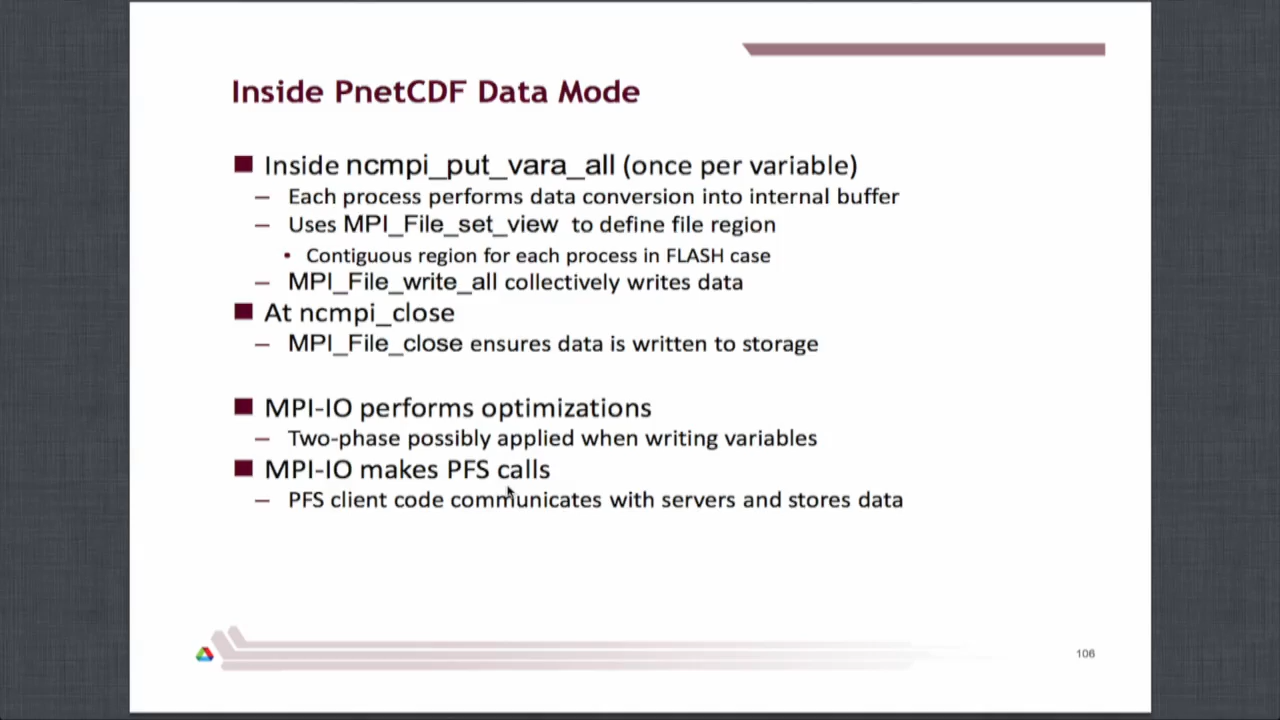 Inside PnetCDF Data Mode
■ Inside ncmpi_put_vara_all (once per variable)
– Each process performs data conversion into internal buffer
– Uses MPI_File_set_view to define file region
• Contiguous region for each process in FLASH case
– MPI_File_write_all collectively writes data
■ At ncmpi_close
– MPI_File_close ensures data is written to storage
■ MPI-IO performs optimizations
– Two-phase possibly applied when writing variables
■ MPI-IO makes PFS calls
– PFS client code communicates with servers and stores data
106